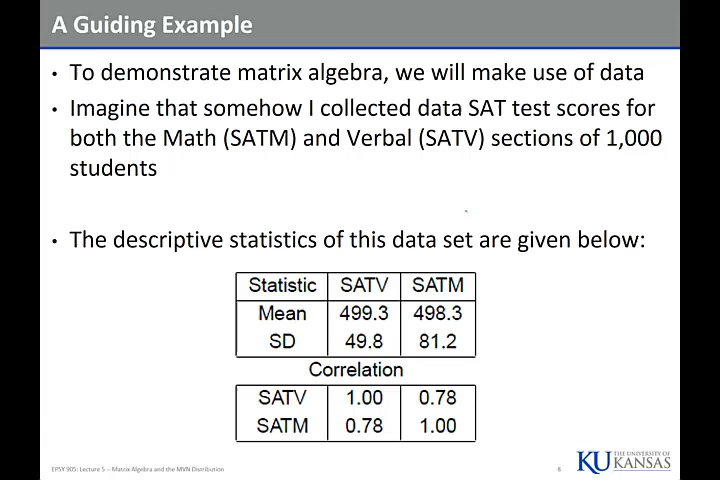 A Guiding Example
• To demonstrate matrix algebra, we will make use of data
• Imagine that somehow I collected data SAT test scores for
both the Math (SATM) and Verbal (SATV) sections of 1,000
students
• The descriptive statistics of this data set are given below:
Statistic SATV SATM
Mean 499.3 498.3
SD 49.8 81.2
Correlation
SATV 1.00 0.78
SATM 0.78 1.00
EPSY 905: Lecture 5 -- Matrix Algebra and the MVN Distribution
8
KU THE UNIVERSITY OF
KANSAS